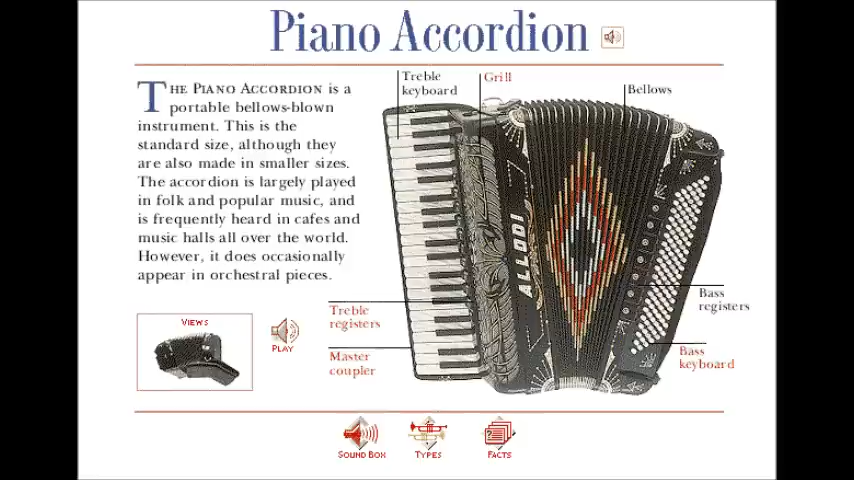 Piano Accordion
THE PIANO ACCORDION is a
portable bellows-blown
instrument. This is the
standard size, although they
are also made in smaller sizes.
The accordion is largely played
in folk and popular music, and
is frequently heard in cafes and
music halls all over the world.
However, it does occasionally
appear in orchestral pieces.
Treble
keyboard
Grill
Bellows
ALLODI
Treble
registers
Master
coupler
Bass
registers
Bass
keyboard
VIEWS
PLAY
SOUND BOX
TYPES
FACTS